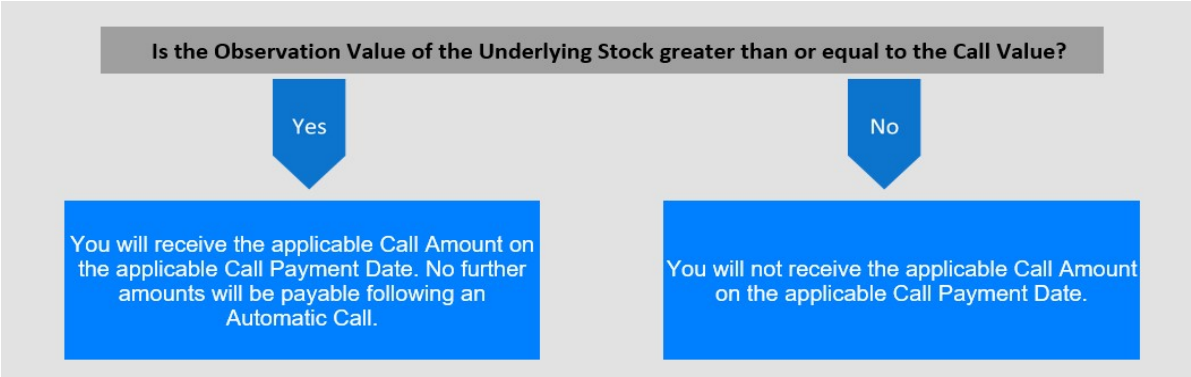 Is the Observation Value of the Underlying Stock greater than or equal to the Call Value?
Yes
No
You will receive the applicable Call Amount on
the applicable Call Payment Date. No further
amounts will be payable following an
Automatic Call.
You will not receive the applicable Call Amount
on the applicable Call Payment Date.